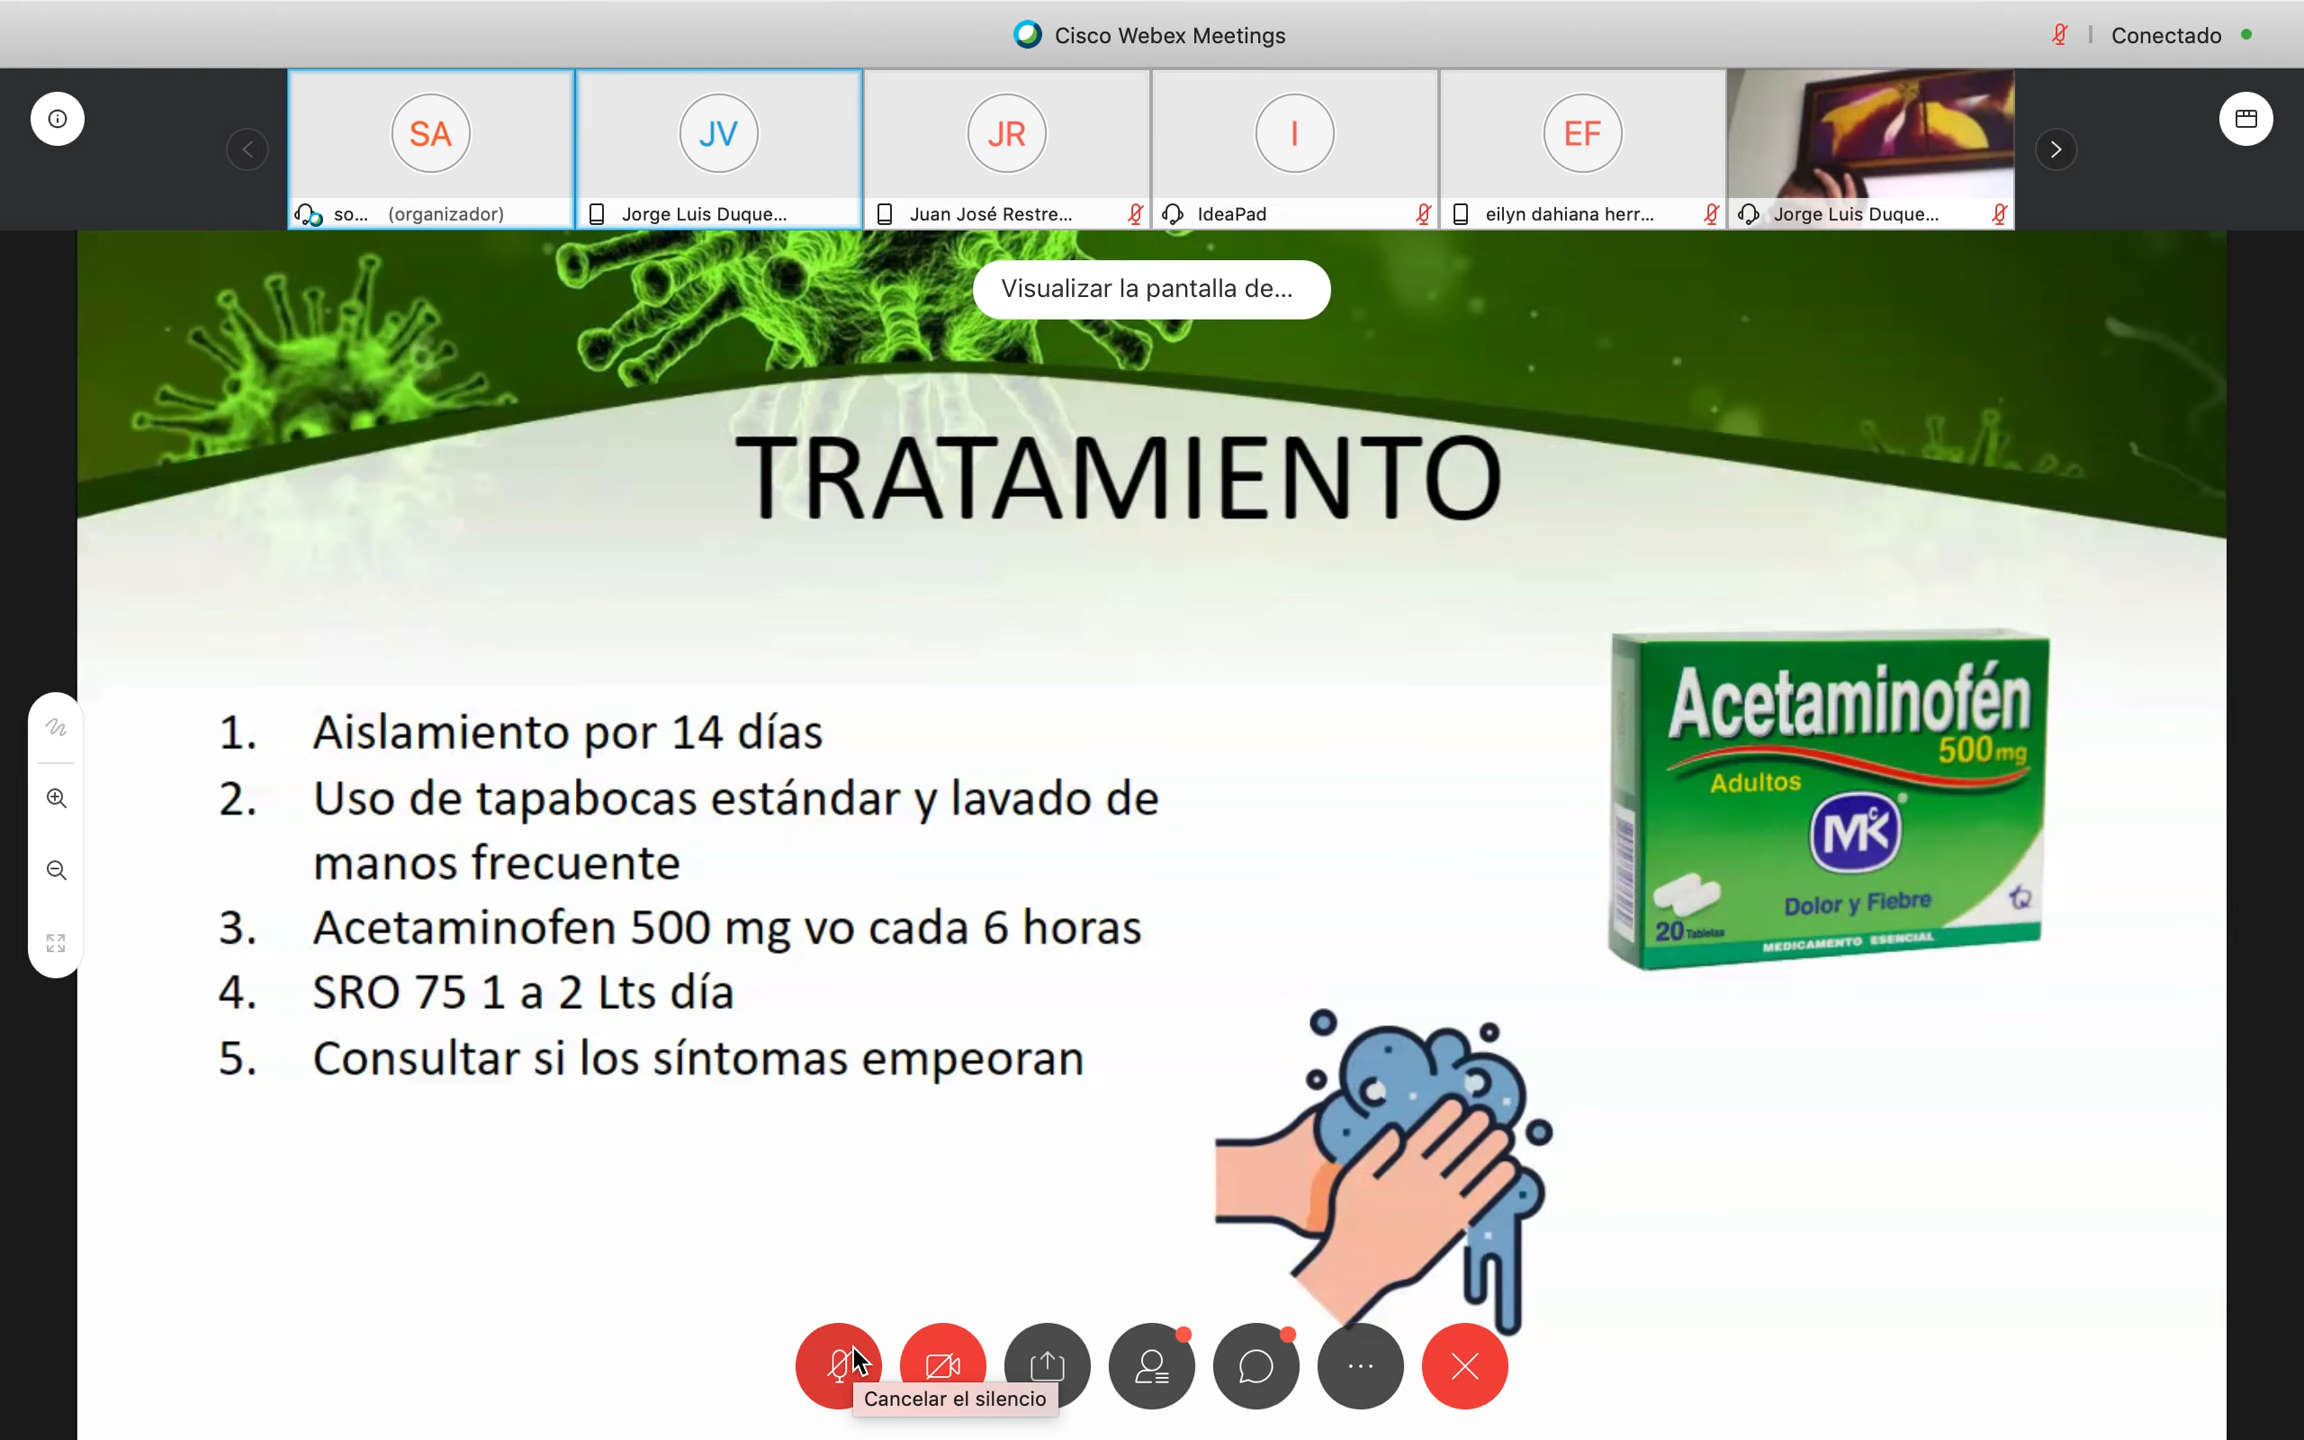 Cisco Webex Meetings
Conectado
SA
JV
JR
I
EF
so... (organizador)
Jorge Luis Duque...
Juan José Restre...
IdeaPad
eilyn dahiana herr...
Jorge Luis Duque...
Visualizar la pantalla de...
TRATAMIENTO
1. Aislamiento por 14 días
2. Uso de tapabocas estándar y lavado de
manos frecuente
3. Acetaminofen 500 mg vo cada 6 horas
4. SRO 75 1 a 2 Lts día
5. Consultar si los síntomas empeoran
Acetaminofén
500 mg
Adultos
MK
Dolor y Fiebre
20 Tabletas
MEDICAMENTO ESENCIAL
TQ
Cancelar el silencio